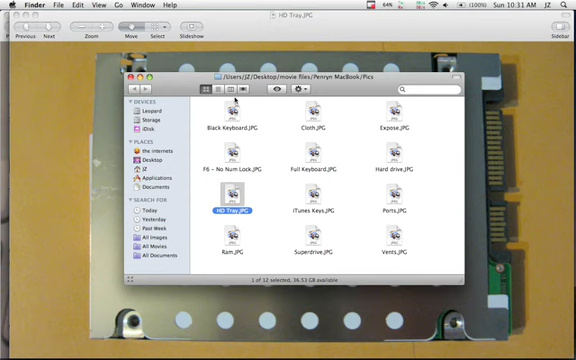 Finder File Edit View Go Window Help
64%
(100%) Sun 10:31 AM JZ
HD Tray.JPG
Previous Next Zoom Move Select Slideshow Sidebar
/Users/JZ/Desktop/movie files/Penryn MacBook/Pics
DEVICES
Leopard
Storage
iDisk
PLACES
the internets
Desktop
JZ
Applications
Documents
SEARCH FOR
Today
Yesterday
Past Week
All Images
All Movies
All Documents
Black Keyboard.JPG Cloth.JPG Expose.JPG
F6 - No Num Lock.JPG Full Keyboard.JPG Hard drive.JPG
HD Tray.JPG iTunes Keys.JPG Ports.JPG
Ram.JPG Superdrive.JPG Vents.JPG
1 of 12 selected, 36.53 GB available